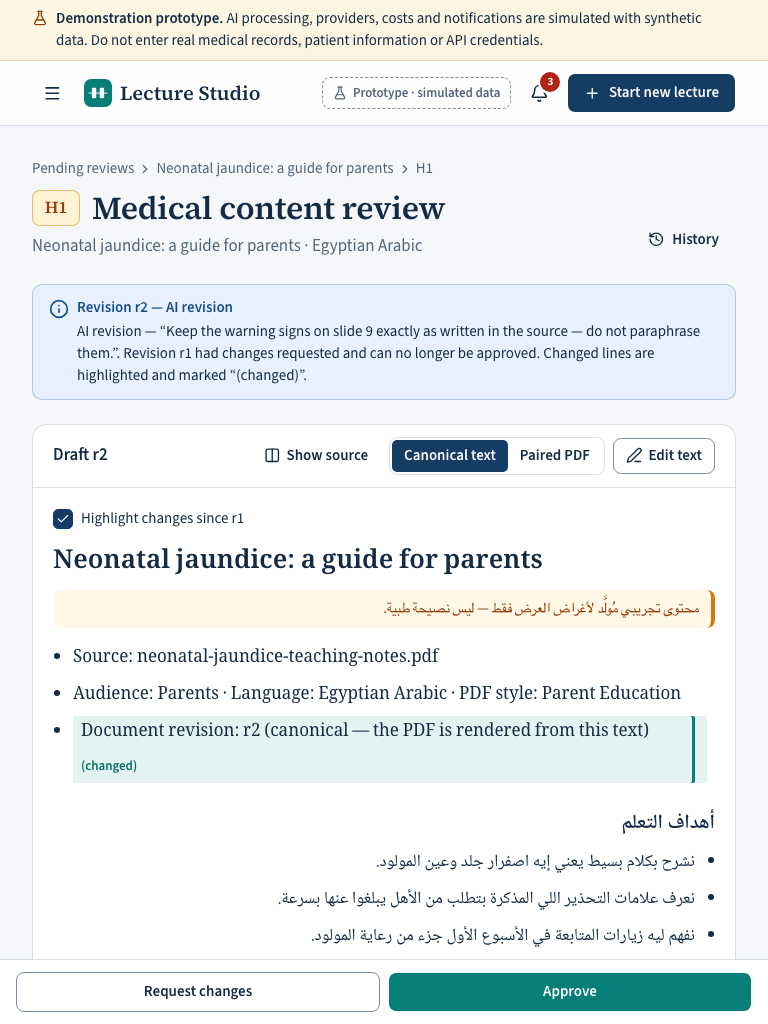 Demonstration prototype. AI processing, providers, costs and notifications are simulated with synthetic
data. Do not enter real medical records, patient information or API credentials.
Lecture Studio
Prototype · simulated data
3
Start new lecture
Pending reviews › Neonatal jaundice: a guide for parents › H1
H1 Medical content review
Neonatal jaundice: a guide for parents · Egyptian Arabic
History
Revision r2 — AI revision
AI revision — “Keep the warning signs on slide 9 exactly as written in the source — do not paraphrase
them.”. Revision r1 had changes requested and can no longer be approved. Changed lines are
highlighted and marked “(changed)”.
Draft r2
Show source
Canonical text
Paired PDF
Edit text
Highlight changes since r1
Neonatal jaundice: a guide for parents
محتوى تجريبي مُولَّد لأغراض العرض فقط — ليس نصيحة طبية.
• Source: neonatal-jaundice-teaching-notes.pdf
• Audience: Parents · Language: Egyptian Arabic · PDF style: Parent Education
• Document revision: r2 (canonical — the PDF is rendered from this text)
(changed)
أهداف التعلم
• نشرح بكلام بسيط يعني إيه اصفرار جلد وعين المولود.
• نعرف علامات التحذير اللي المذكرة بتطلب من الأهل يبلغوا عنها بسرعة.
• نفهم ليه زيارات المتابعة في الأسبوع الأول جزء من رعاية المولود.
Request changes
Approve